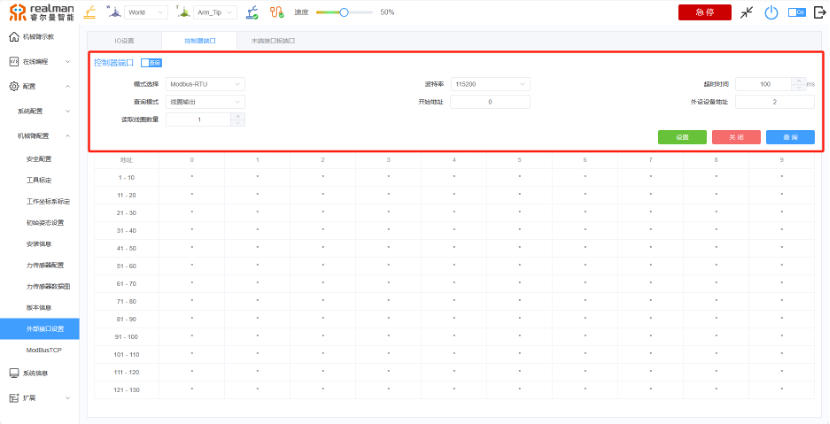 realman
睿尔曼智能
World
Arm_Tip
速度
50%
急 停
机械臂示教
在线编程
配置
系统配置
机械臂配置
安全配置
工具标定
工作坐标系标定
初始姿态设置
安装信息
力传感器配置
力传感器数据图
版本信息
外部接口设置
ModBusTCP
系统信息
扩展
IO设置 控制器端口 末端接口板端口
控制器端口
模式选择 Modbus-RTU 波特率 115200 超时时间 100 ms
查询模式 线圈输出 开始地址 0 外设设备地址 2
读取线圈数量 1
设置 关 闭 查 询
地址 0 1 2 3 4 5 6 7 8 9
1 - 10 * * * * * * * * * *
11 - 20 * * * * * * * * * *
21 - 30 * * * * * * * * * *
31 - 40 * * * * * * * * * *
41 - 50 * * * * * * * * * *
51 - 60 * * * * * * * * * *
61 - 70 * * * * * * * * * *
71 - 80 * * * * * * * * * *
81 - 90 * * * * * * * * * *
91 - 100 * * * * * * * * * *
101 - 110 * * * * * * * * * *
111 - 120 * * * * * * * * * *
121 - 130 * * * * * * * * * *